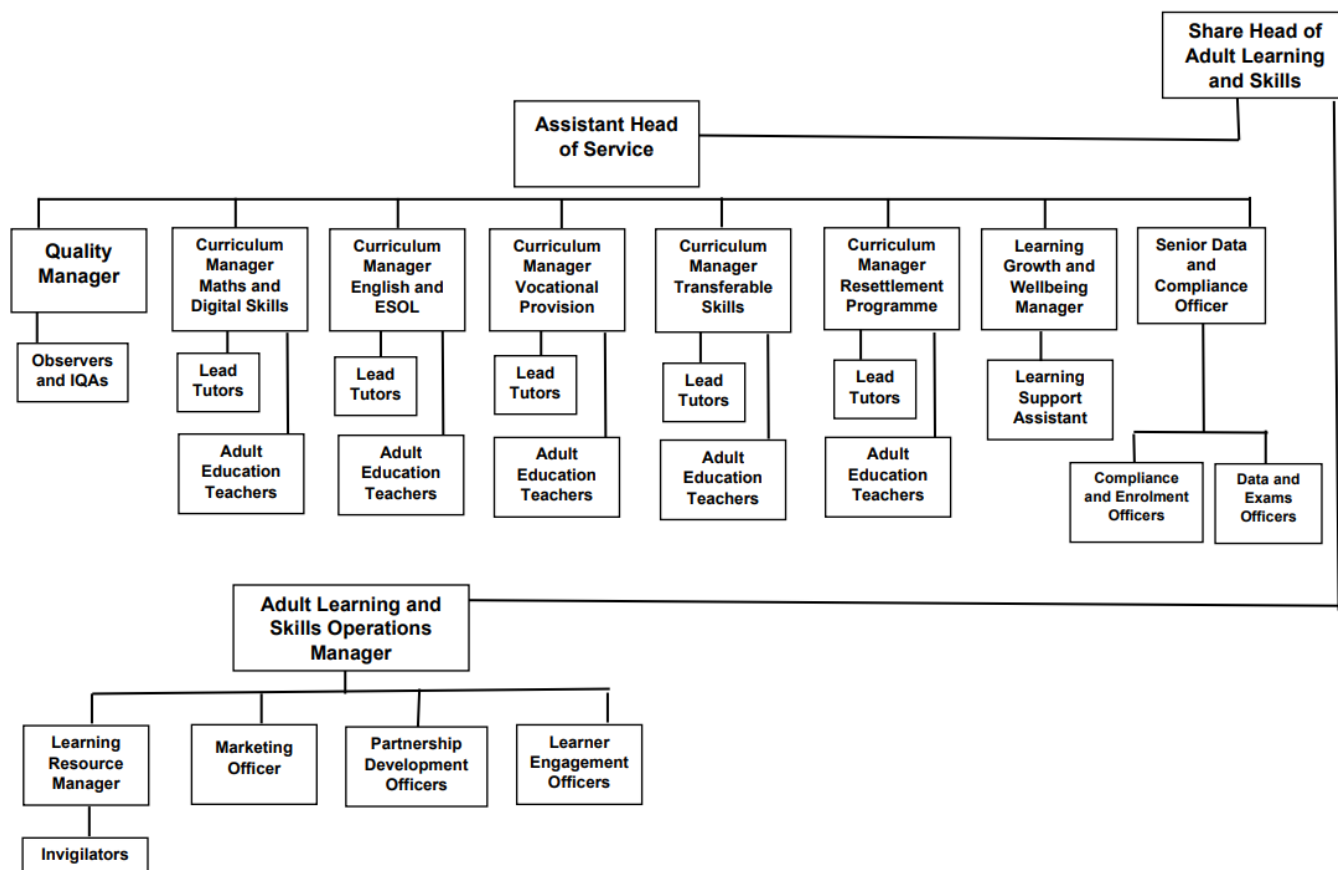 Share Head of
Adult Learning
and Skills
Assistant Head
of Service
Quality
Manager
Curriculum
Manager
Maths and
Digital Skills
Curriculum
Manager
English and
ESOL
Curriculum
Manager
Vocational
Provision
Curriculum
Manager
Transferable
Skills
Curriculum
Manager
Resettlement
Programme
Learning
Growth and
Wellbeing
Manager
Senior Data
and
Compliance
Officer
Observers
and IQAs
Lead
Tutors
Lead
Tutors
Lead
Tutors
Lead
Tutors
Lead
Tutors
Learning
Support
Assistant
Adult
Education
Teachers
Adult
Education
Teachers
Adult
Education
Teachers
Adult
Education
Teachers
Adult
Education
Teachers
Compliance
and Enrolment
Officers
Data and
Exams
Officers
Adult Learning and
Skills Operations
Manager
Learning
Resource
Manager
Marketing
Officer
Partnership
Development
Officers
Learner
Engagement
Officers
Invigilators